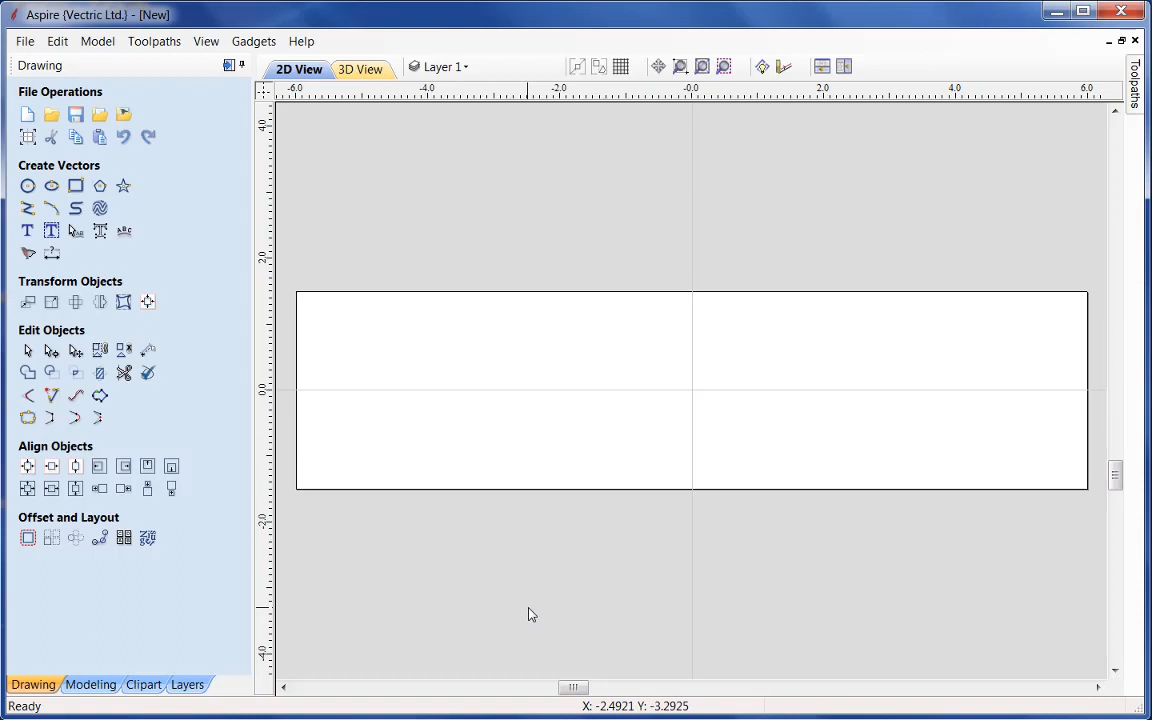 Aspire {Vectric Ltd.} - [New]
File Edit Model Toolpaths View Gadgets Help
Drawing
2D View 3D View Layer 1
File Operations
Create Vectors
Transform Objects
Edit Objects
Align Objects
Offset and Layout
-6.0 -4.0 -2.0 -0.0 2.0 4.0 6.0
4.0
2.0
0.0
-2.0
-4.0
Toolpaths
Drawing Modeling Clipart Layers
Ready X: -2.4921 Y: -3.2925